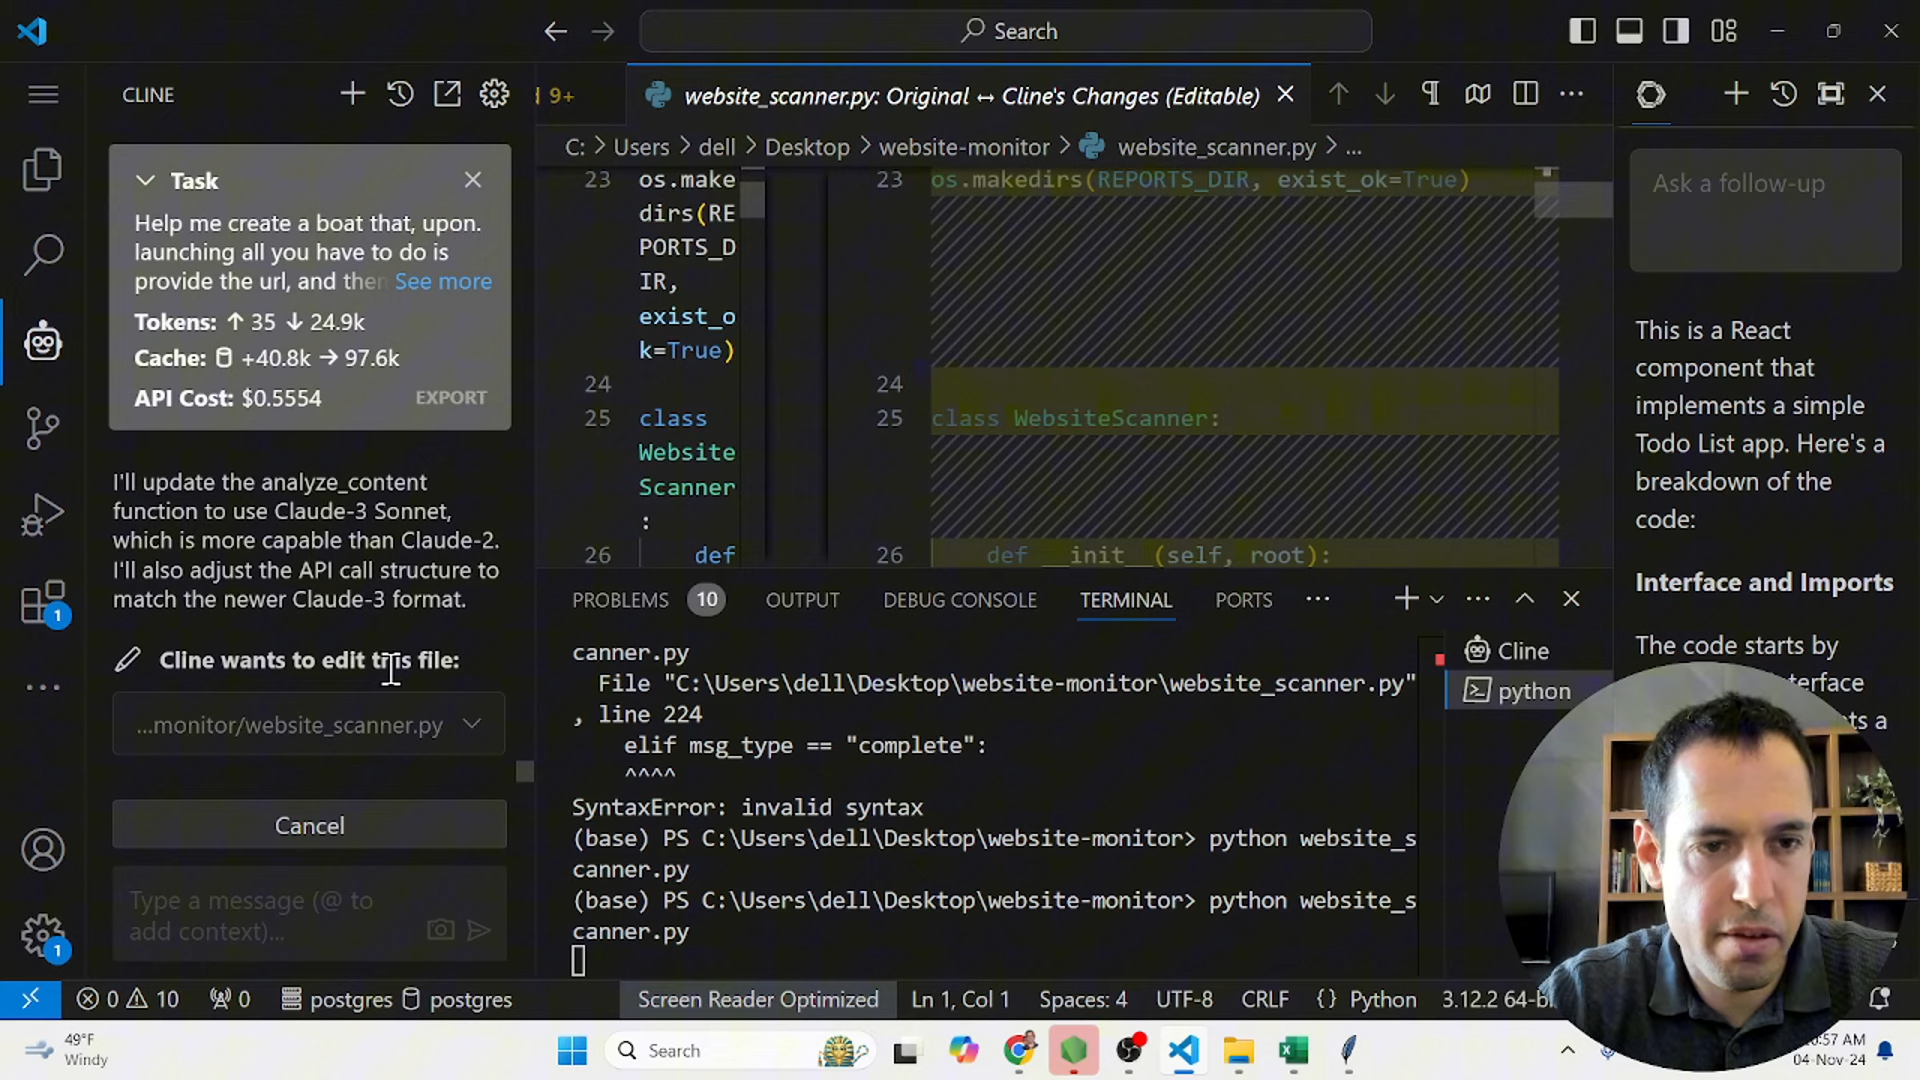 Search
CLINE
9+
website_scanner.py: Original ↔ Cline's Changes (Editable)
C: > Users > dell > Desktop > website-monitor > website_scanner.py > ...
Task
Help me create a boat that, upon.
launching all you have to do is
provide the url, and then See more
Tokens: ↑ 35 ↓ 24.9k
Cache: +40.8k → 97.6k
API Cost: $0.5554
EXPORT
I'll update the analyze_content
function to use Claude-3 Sonnet,
which is more capable than Claude-2.
I'll also adjust the API call structure to
match the newer Claude-3 format.
Cline wants to edit this file:
...monitor/website_scanner.py
Cancel
Type a message (@ to
add context)...
23 os.make
dirs(RE
PORTS_D
IR,
exist_o
k=True)
24
25 class
Website
Scanner
:
26 def
23 os.makedirs(REPORTS_DIR, exist_ok=True)
24
25 class WebsiteScanner:
26 def __init__(self, root):
PROBLEMS 10 OUTPUT DEBUG CONSOLE TERMINAL PORTS ...
canner.py
File "C:\Users\dell\Desktop\website-monitor\website_scanner.py"
, line 224
elif msg_type == "complete":
^^^^
SyntaxError: invalid syntax
(base) PS C:\Users\dell\Desktop\website-monitor> python website_s
canner.py
(base) PS C:\Users\dell\Desktop\website-monitor> python website_s
canner.py
Cline
python
Ask a follow-up
This is a React
component that
implements a simple
Todo List app. Here's a
breakdown of the
code:
Interface and Imports
The code starts by
1
1
0 10 0 postgres postgres
Screen Reader Optimized Ln 1, Col 1 Spaces: 4 UTF-8 CRLF {} Python 3.12.2 64-bi
49°F
Windy
Search
:57 AM
04-Nov-24